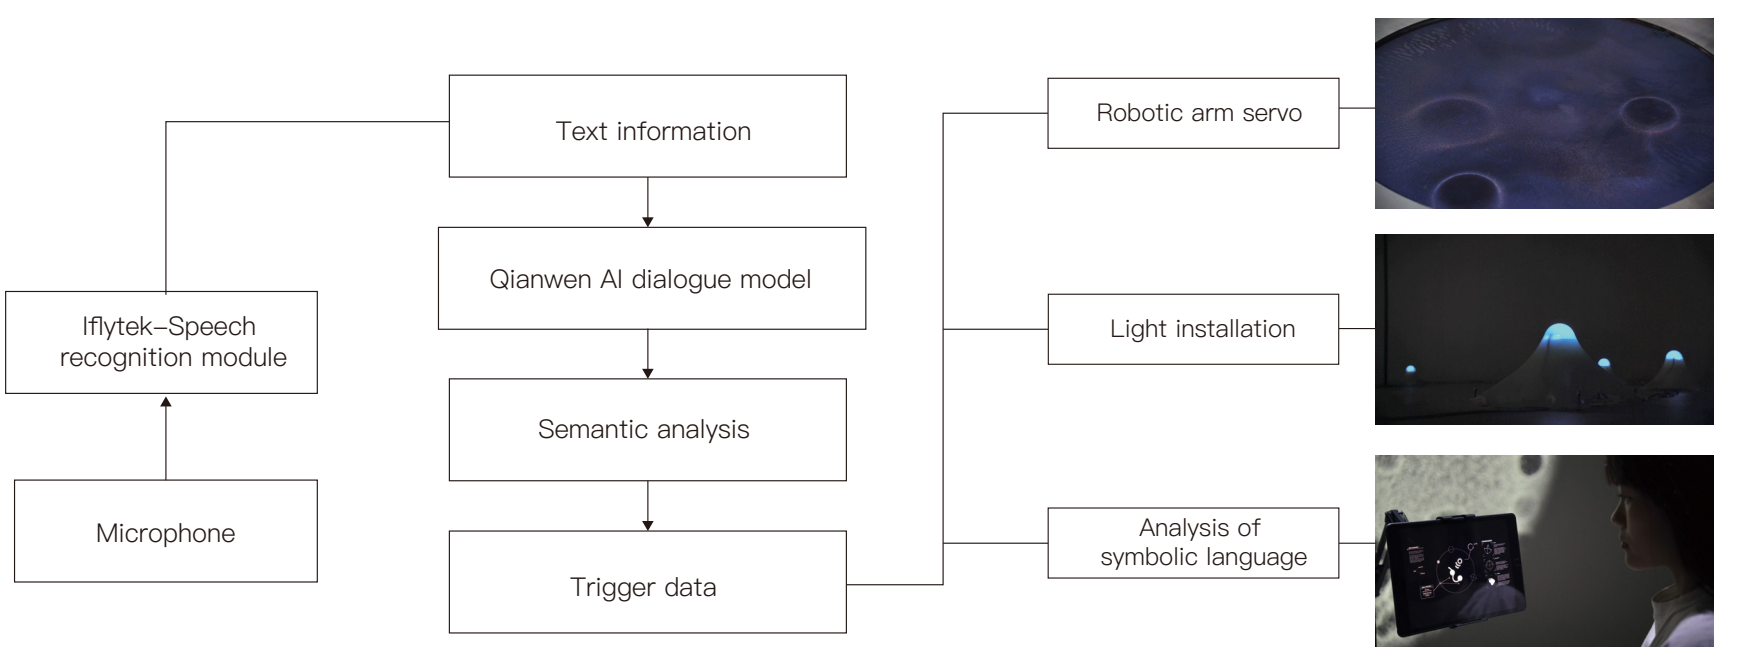 Text information
Qianwen AI dialogue model
Iflytek–Speech
recognition module
Semantic analysis
Microphone
Trigger data
Robotic arm servo
Light installation
Analysis of
symbolic language